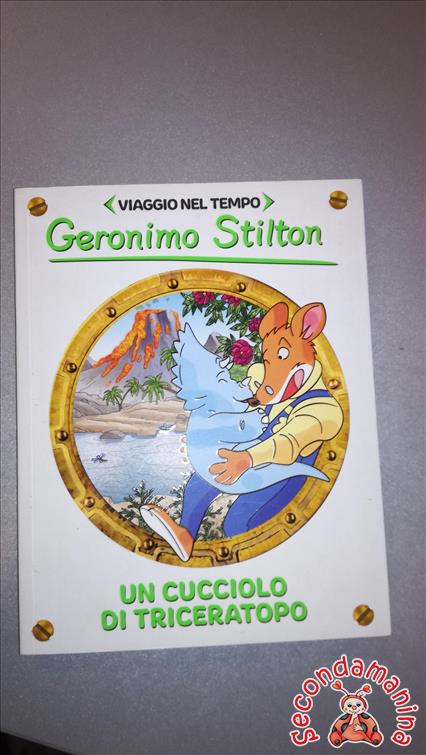 VIAGGIO NEL TEMPO
Geronimo Stilton
UN CUCCIOLO
DI TRICERATOPO
Secondamanina